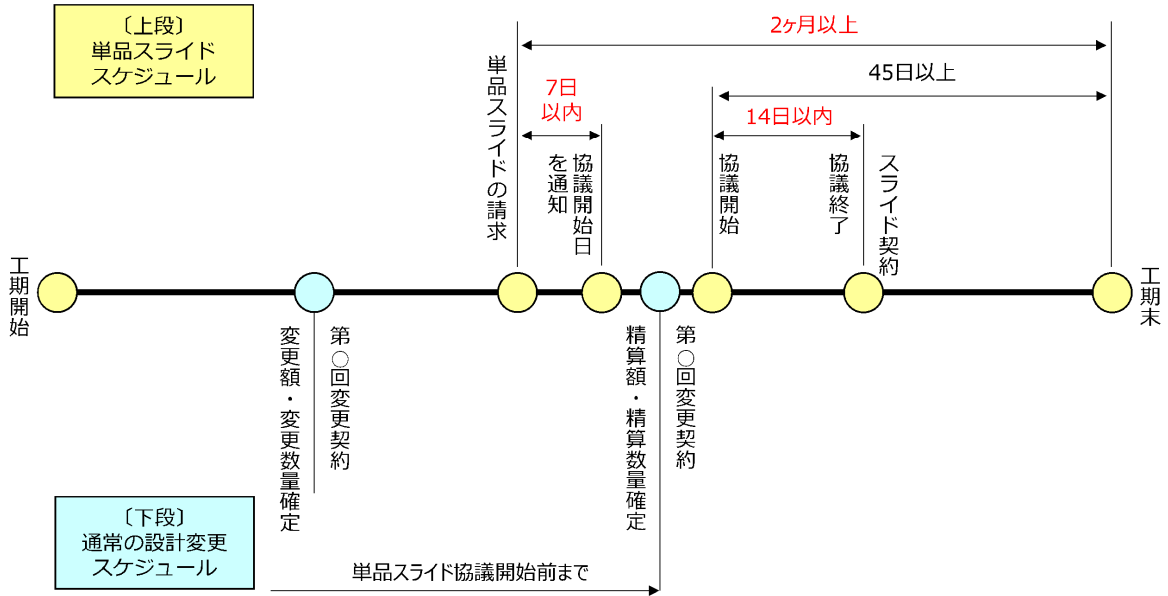 〔上段〕
単品スライド
スケジュール
2ヶ月以上
45日以上
7日
以内
14日以内
単品スライドの請求
協議開始日
を通知
協議開始
協議終了
スライド契約
工期開始
工期末
第○回変更契約
変更額・変更数量確定
第○回変更契約
精算額・精算数量確定
〔下段〕
通常の設計変更
スケジュール
単品スライド協議開始前まで